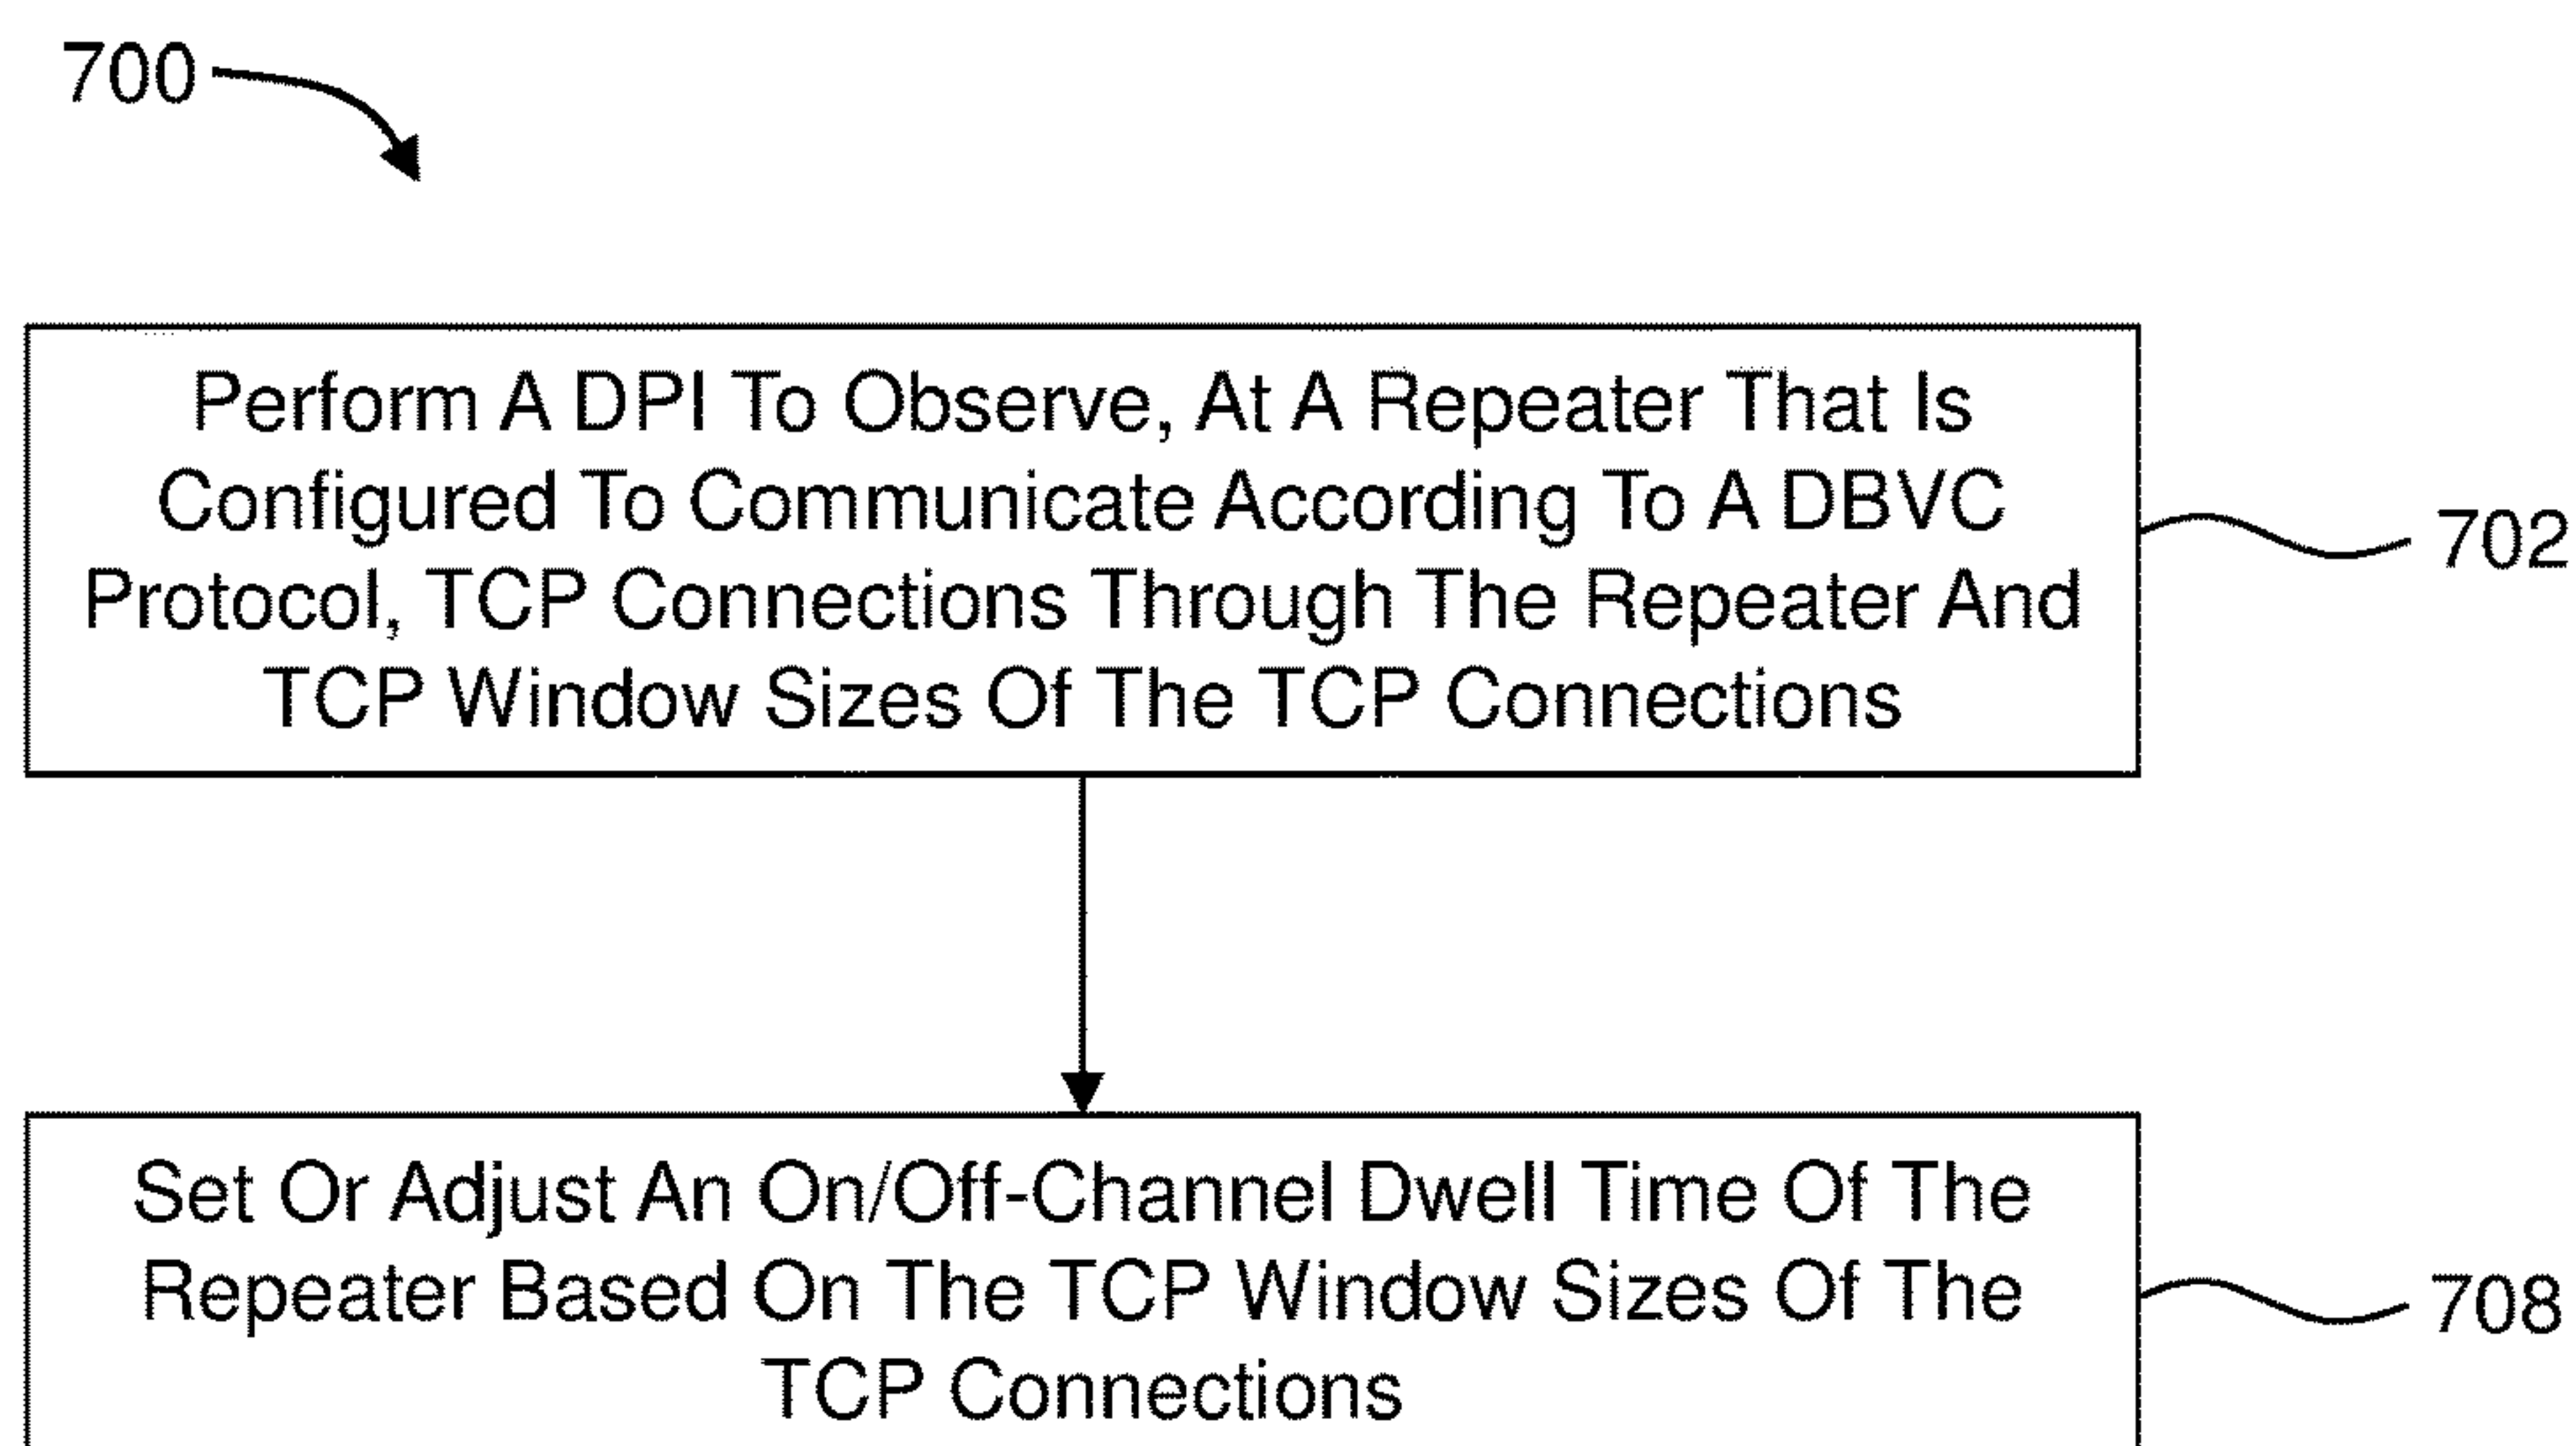 700
Perform A DPI To Observe, At A Repeater That Is
Configured To Communicate According To A DBVC
Protocol, TCP Connections Through The Repeater And
TCP Window Sizes Of The TCP Connections
702
Set Or Adjust An On/Off-Channel Dwell Time Of The
Repeater Based On The TCP Window Sizes Of The
TCP Connections
708